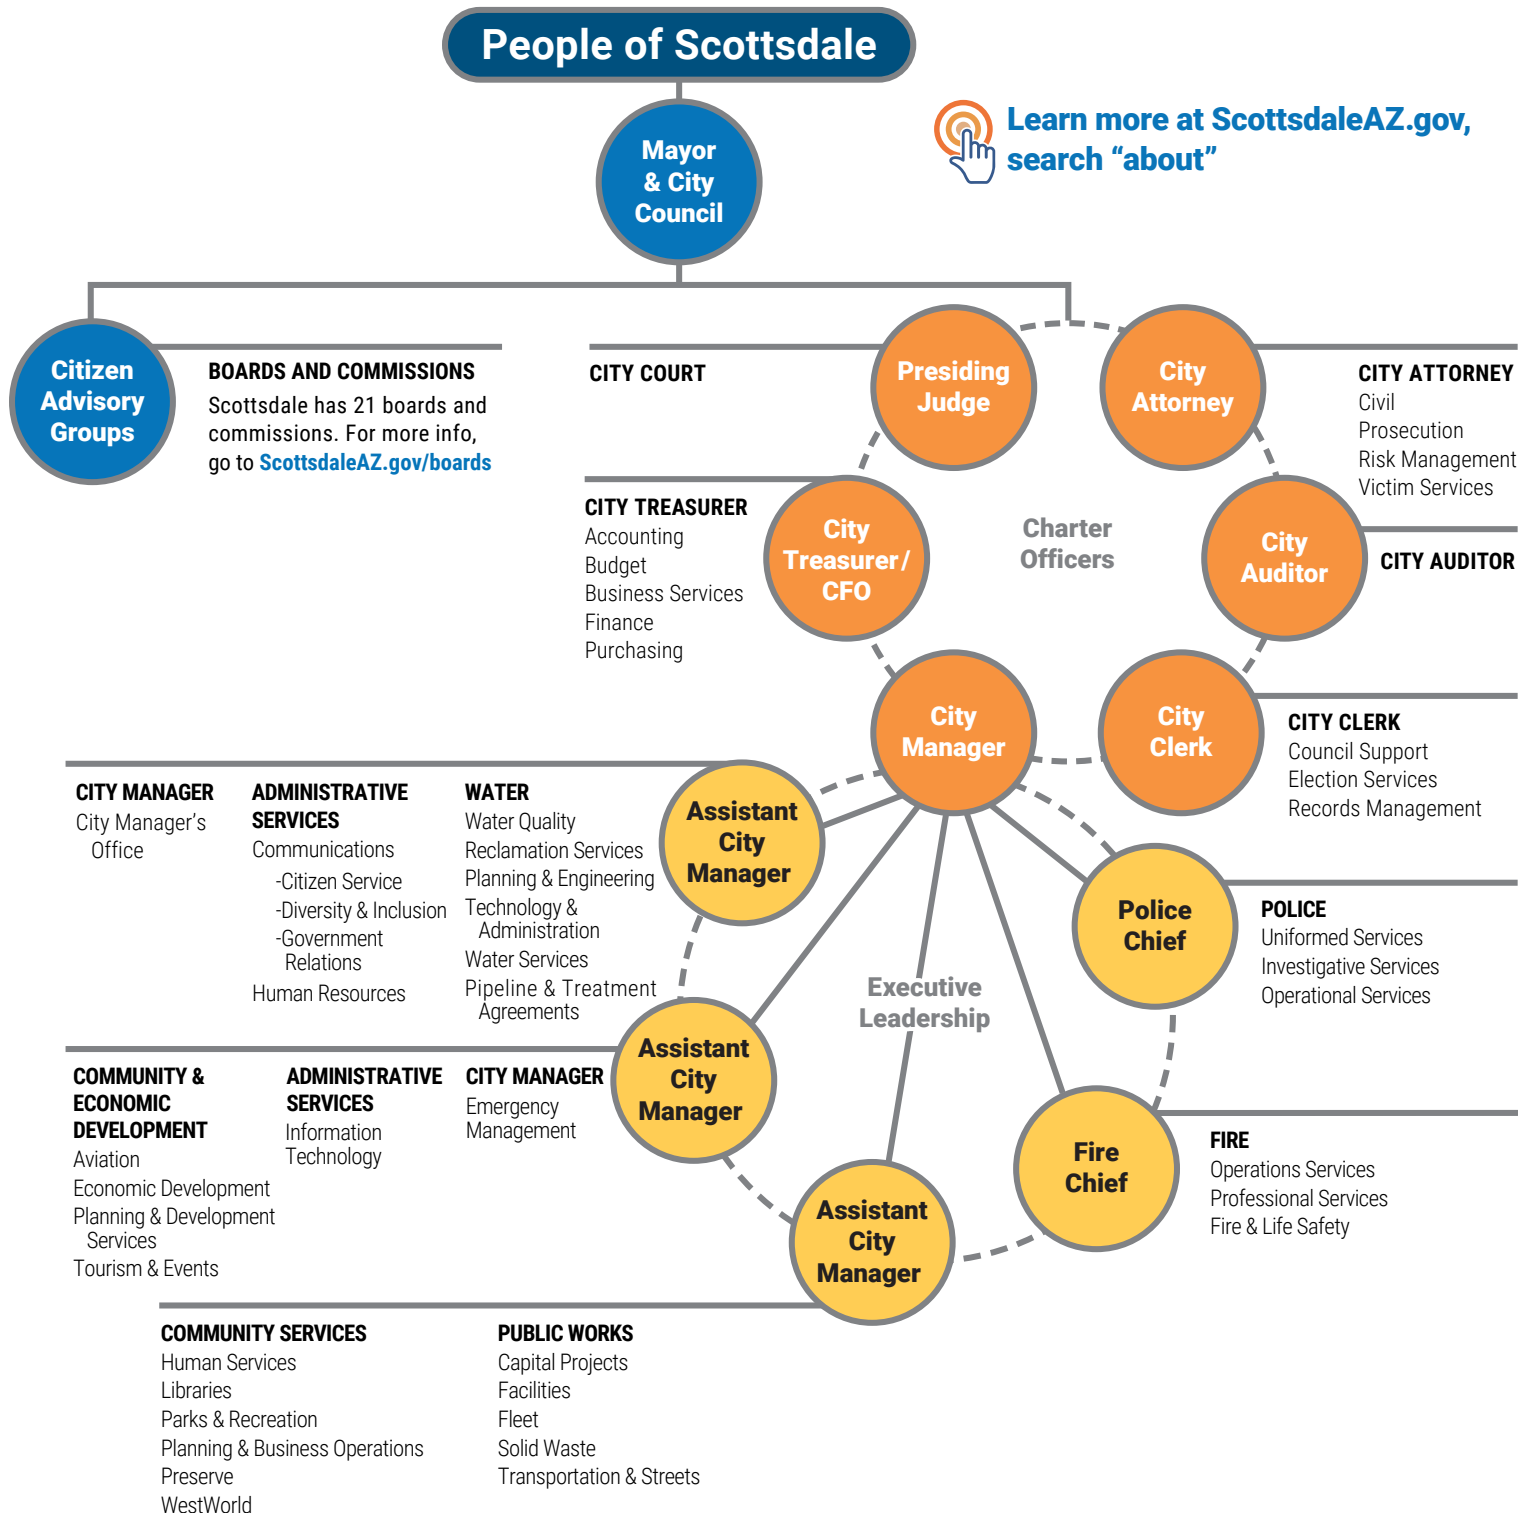 People of Scottsdale
Mayor
& City
Council
Learn more at ScottsdaleAZ.gov,
search “about”
Citizen
Advisory
Groups
BOARDS AND COMMISSIONS
Scottsdale has 21 boards and
commissions. For more info,
go to ScottsdaleAZ.gov/boards
CITY COURT
Presiding
Judge
City
Attorney
CITY ATTORNEY
Civil
Prosecution
Risk Management
Victim Services
CITY TREASURER
Accounting
Budget
Business Services
Finance
Purchasing
City
Treasurer/
CFO
Charter
Officers
City
Auditor
CITY AUDITOR
City
Manager
City
Clerk
CITY CLERK
Council Support
Election Services
Records Management
CITY MANAGER
City Manager’s
Office
ADMINISTRATIVE
SERVICES
Communications
-Citizen Service
-Diversity & Inclusion
-Government
Relations
Human Resources
WATER
Water Quality
Reclamation Services
Planning & Engineering
Technology &
Administration
Water Services
Pipeline & Treatment
Agreements
Assistant
City
Manager
Police
Chief
POLICE
Uniformed Services
Investigative Services
Operational Services
Executive
Leadership
COMMUNITY &
ECONOMIC
DEVELOPMENT
Aviation
Economic Development
Planning & Development
Services
Tourism & Events
ADMINISTRATIVE
SERVICES
Information
Technology
CITY MANAGER
Emergency
Management
Assistant
City
Manager
Fire
Chief
FIRE
Operations Services
Professional Services
Fire & Life Safety
Assistant
City
Manager
COMMUNITY SERVICES
Human Services
Libraries
Parks & Recreation
Planning & Business Operations
Preserve
WestWorld
PUBLIC WORKS
Capital Projects
Facilities
Fleet
Solid Waste
Transportation & Streets